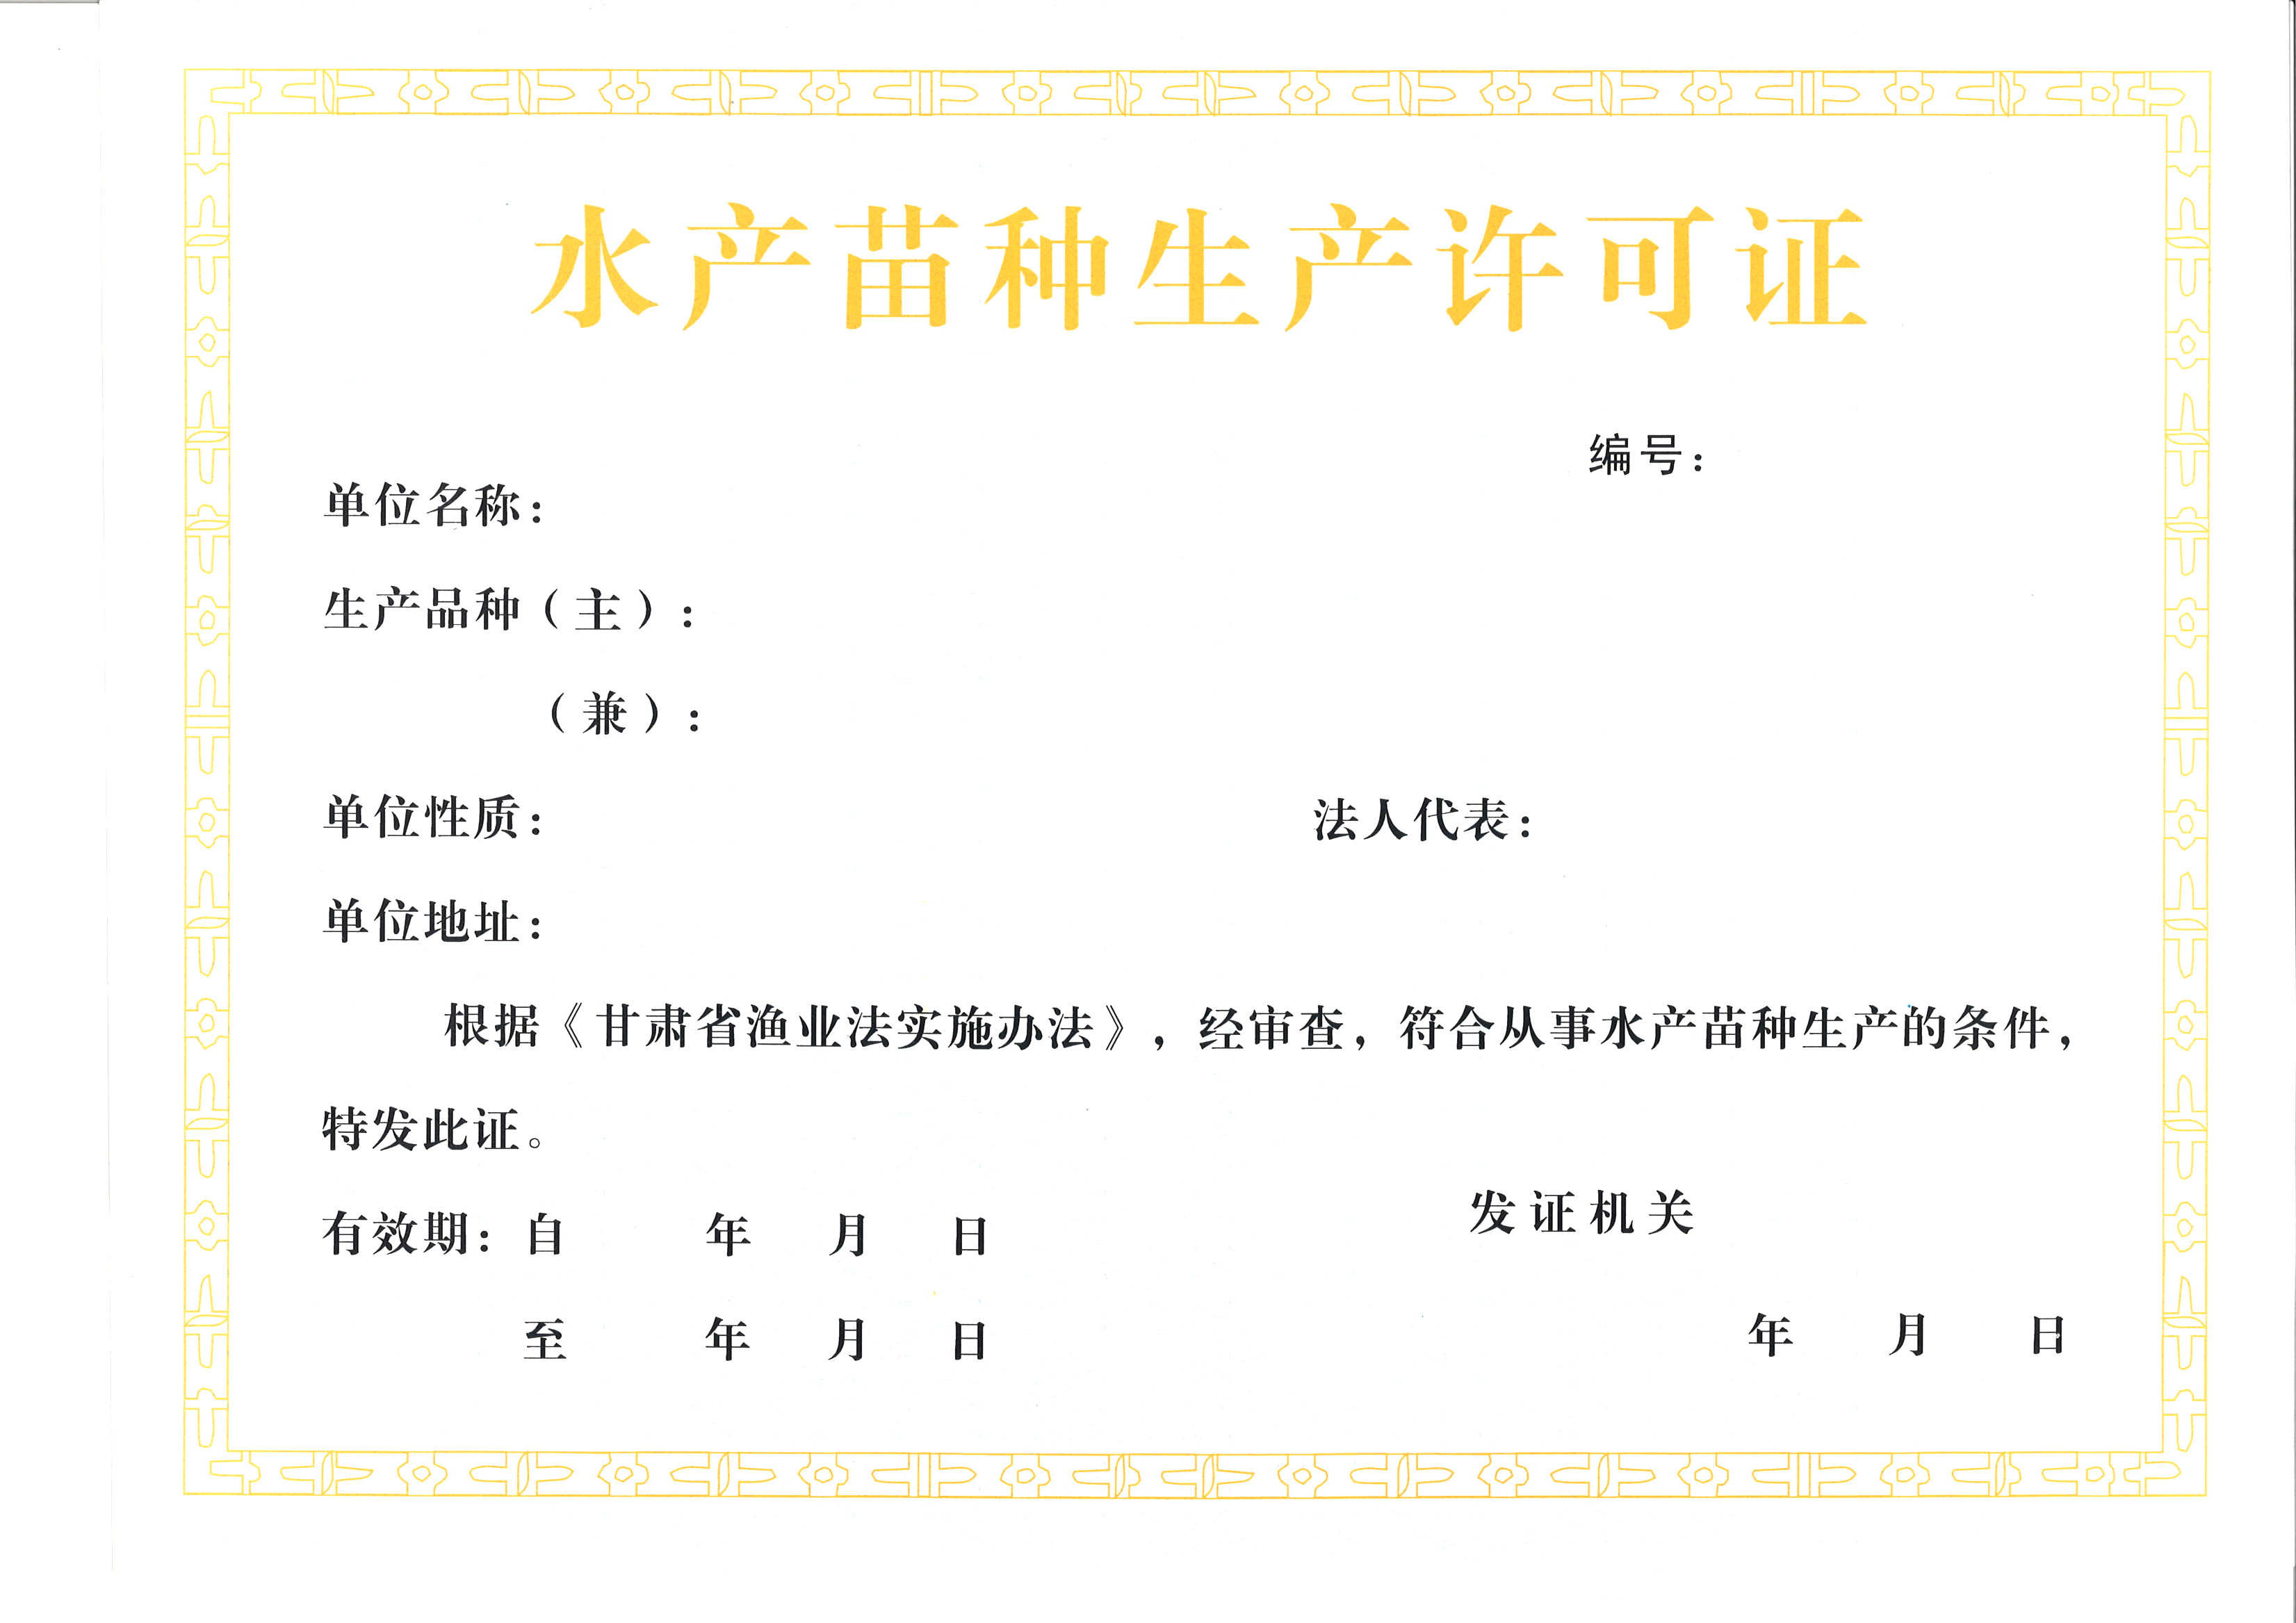 水产苗种生产许可证
编号：
单位名称：
生产品种（主）：
（兼）：
单位性质： 法人代表：
单位地址：
根据《甘肃省渔业法实施办法》，经审查，符合从事水产苗种生产的条件，
特发此证。
有效期：自 年 月 日 发证机关
至 年 月 日 年 月 日